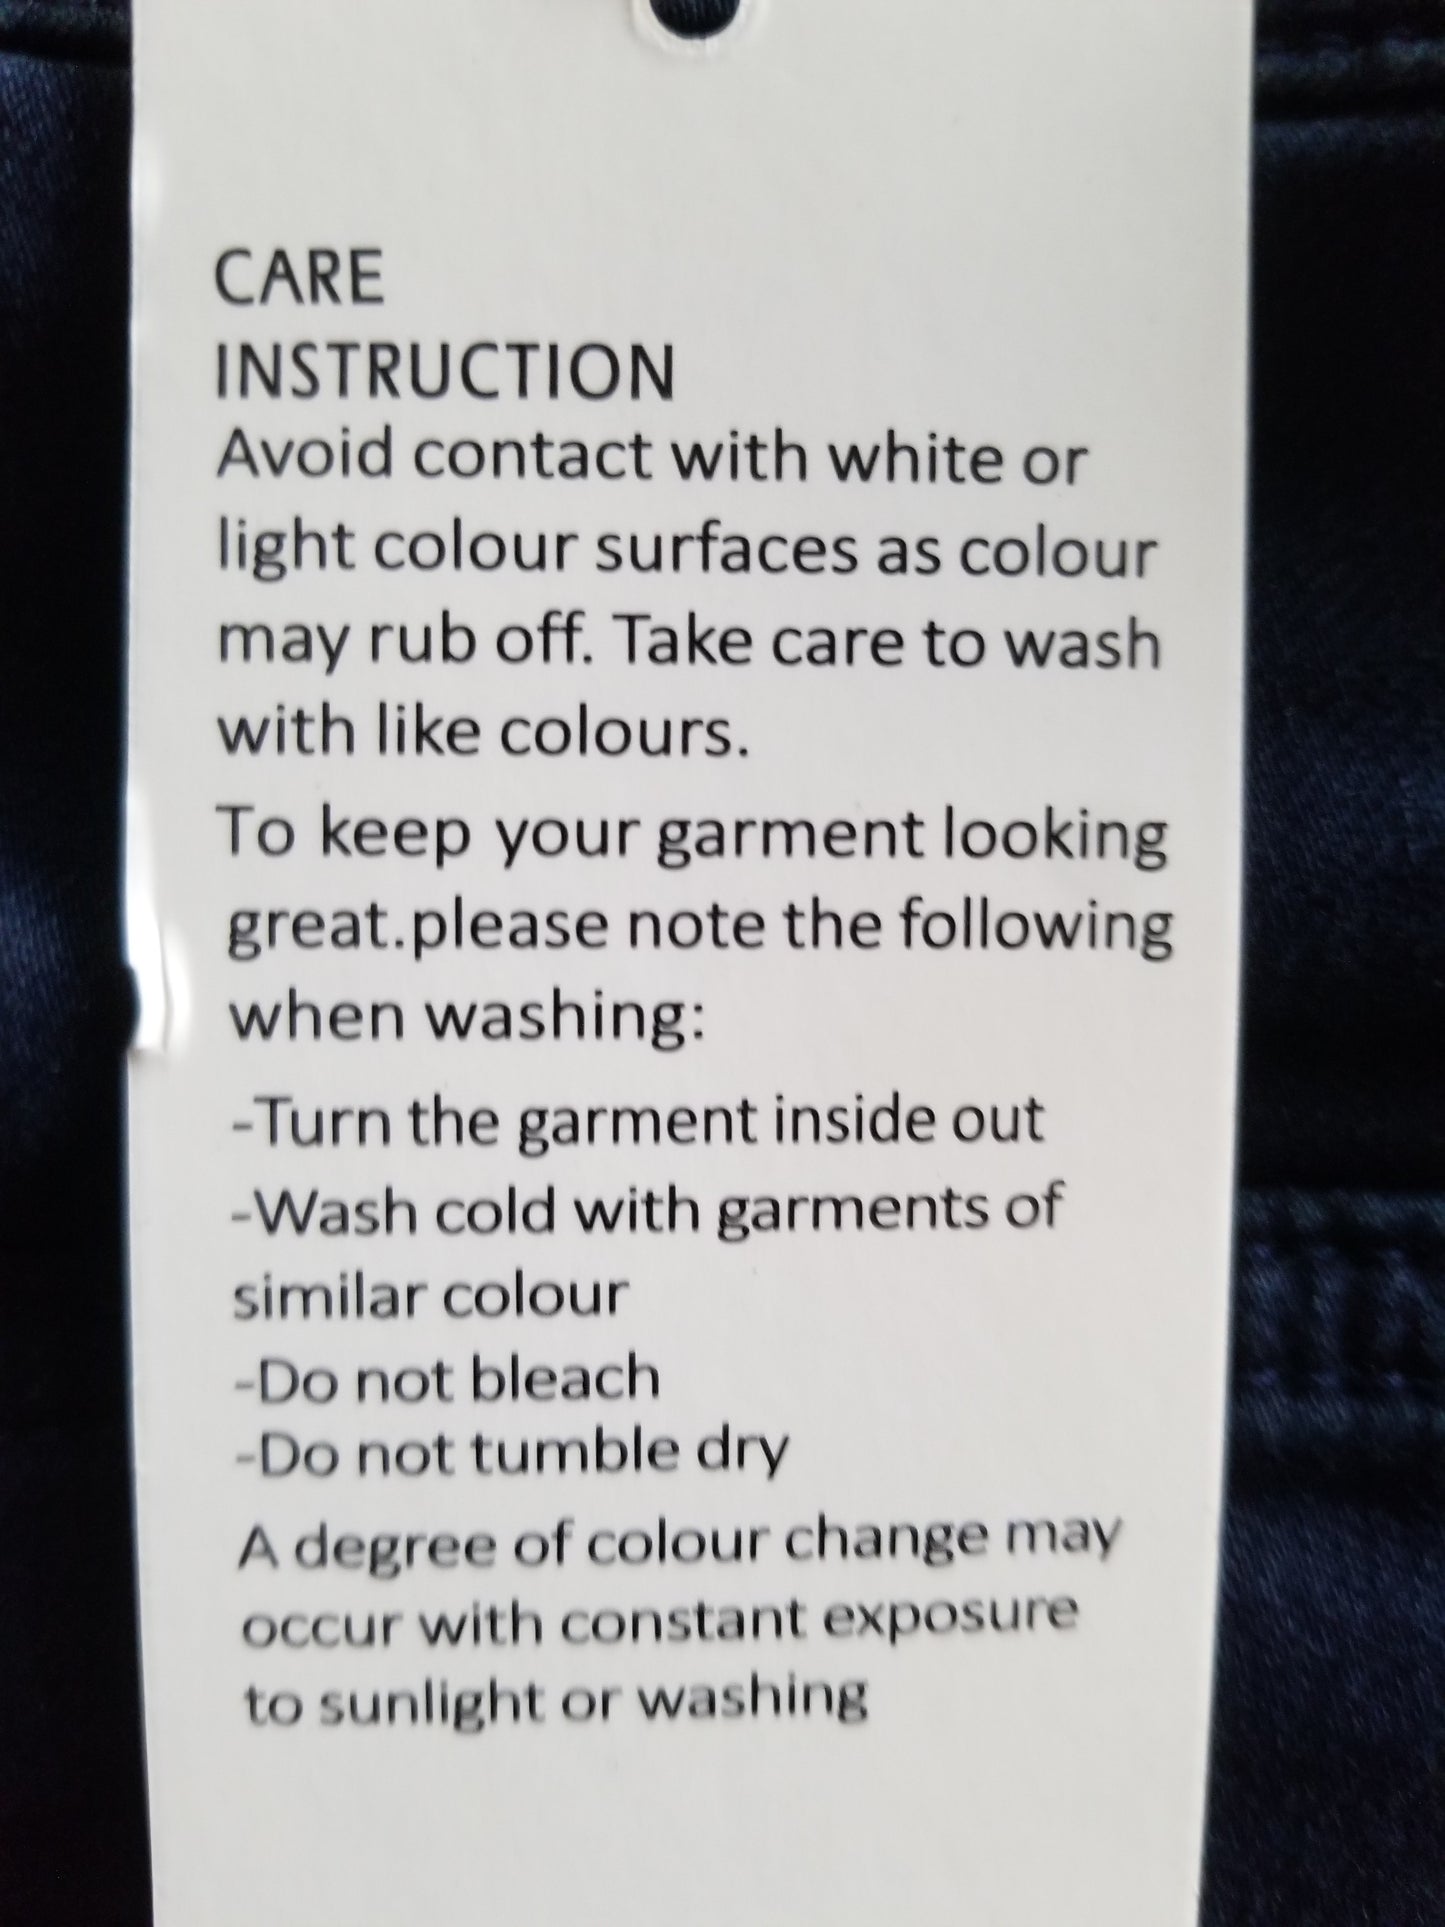 CARE
INSTRUCTION
Avoid contact with white or
light colour surfaces as colour
may rub off. Take care to wash
with like colours.
To keep your garment looking
great.please note the following
when washing:
-Turn the garment inside out
-Wash cold with garments of
similar colour
-Do not bleach
-Do not tumble dry
A degree of colour change may
occur with constant exposure
to sunlight or washing